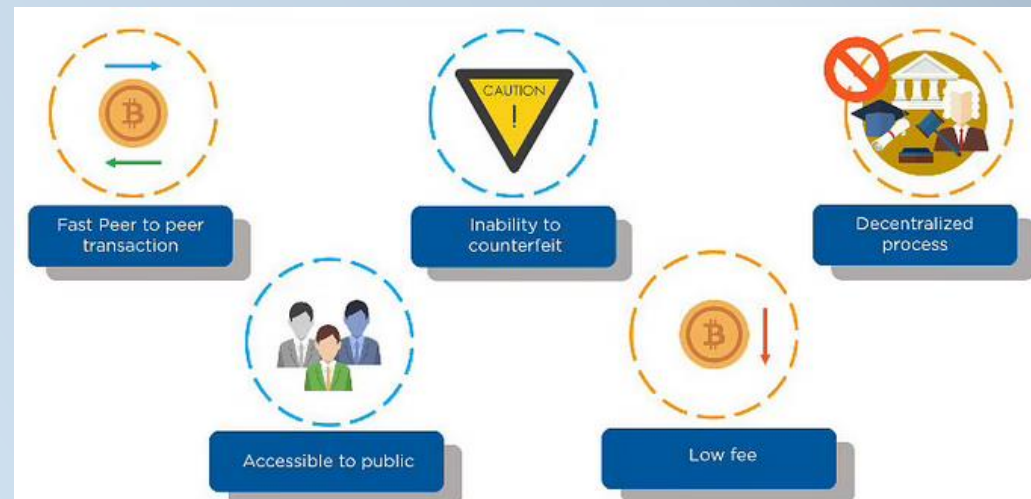 CAUTION
!
Fast Peer to peer
transaction
Inability to
counterfeit
Decentralized
process
Accessible to public
Low fee